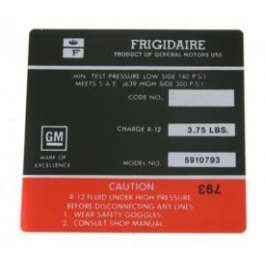 F
FRIGIDAIRE
PRODUCT OF GENERAL MOTORS USA
MIN. TEST PRESSURE LOW SIDE 140 P.S.I
MEETS S A E J639 HIGH SIDE 300 P.S.I
CODE NO.
CHARGE R-12 3.75 LBS.
GM
MARK OF
EXCELLENCE
MODEL NO. 5910793
CAUTION
R-12 FLUID UNDER HIGH PRESSURE
BEFORE DISCONNECTING ANY LINES:
1. WEAR SAFETY GOGGLES.
2. CONSULT SHOP MANUAL.
793